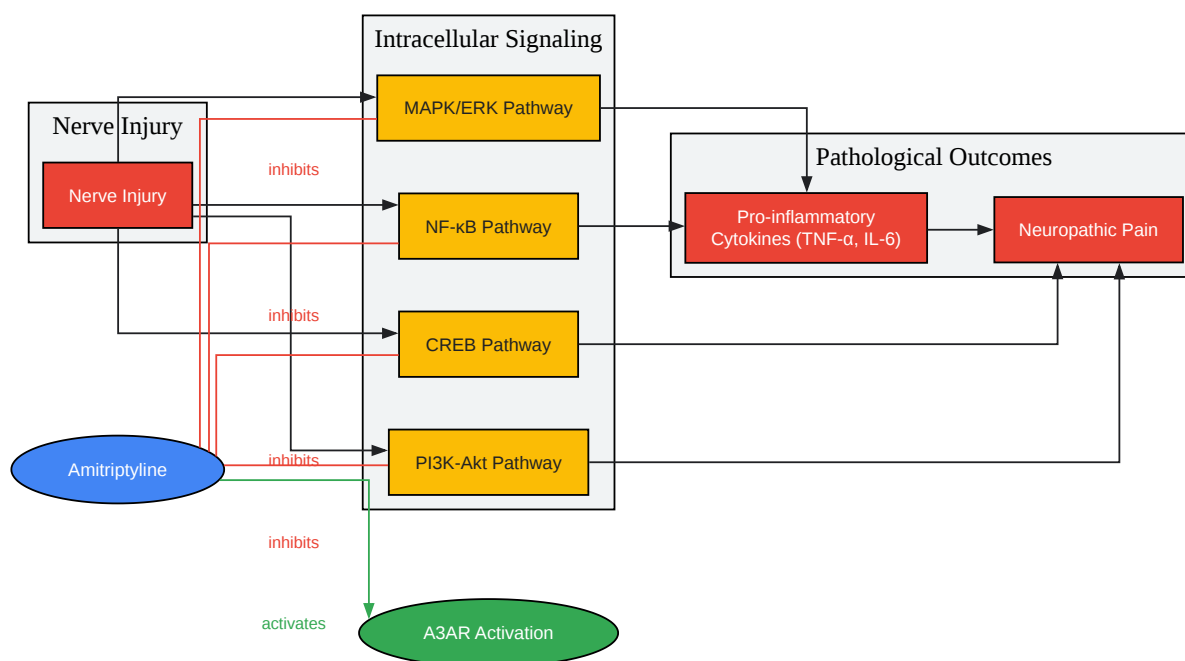 Intracellular Signaling
MAPK/ERK Pathway
Nerve Injury
Pathological Outcomes
inhibits
Nerve Injury
NF-κB Pathway
Pro-inflammatory
Cytokines (TNF-α, IL-6)
Neuropathic Pain
inhibits
CREB Pathway
Amitriptyline
inhibits
PI3K-Akt Pathway
inhibits
activates
A3AR Activation